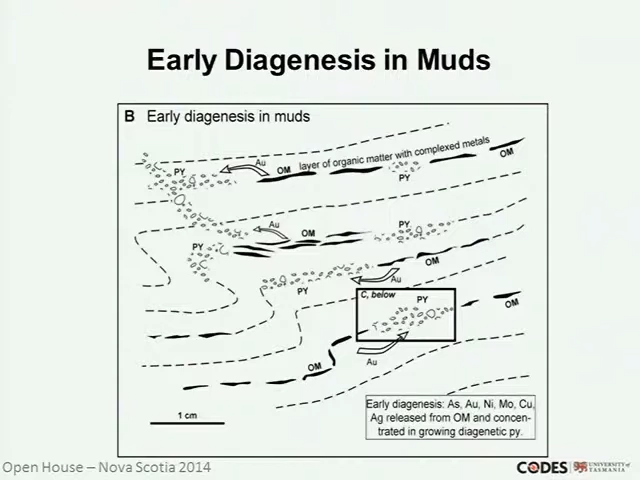 Early Diagenesis in Muds
B Early diagenesis in muds
Au
OM
layer of organic matter with complexed metals
OM
PY
PY
Au
OM
PY
PY
OM
PY
Au
C, below
PY
OM
OM
Au
Early diagenesis: As, Au, Ni, Mo, Cu,
Ag released from OM and concen-
trated in growing diagenetic py.
1 cm
Open House – Nova Scotia 2014
CODES
UNIVERSITY of
TASMANIA